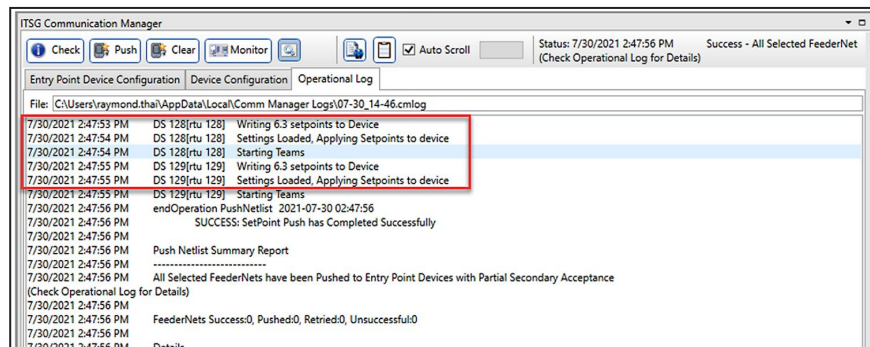 ITSG Communication Manager
Check Push Clear Monitor Auto Scroll Status: 7/30/2021 2:47:56 PM Success - All Selected FeederNet
(Check Operational Log for Details)
Entry Point Device Configuration Device Configuration Operational Log
File: C:\Users\raymond.thai\AppData\Local\Comm Manager Logs\07-30_14-46.cmlog
7/30/2021 2:47:53 PM DS 128[rtu 128] Writing 6.3 setpoints to Device
7/30/2021 2:47:54 PM DS 128[rtu 128] Settings Loaded, Applying Setpoints to device
7/30/2021 2:47:54 PM DS 128[rtu 128] Starting Teams
7/30/2021 2:47:55 PM DS 129[rtu 129] Writing 6.3 setpoints to Device
7/30/2021 2:47:55 PM DS 129[rtu 129] Settings Loaded, Applying Setpoints to device
7/30/2021 2:47:55 PM DS 129[rtu 129] Starting Teams
7/30/2021 2:47:56 PM endOperation PushNetlist 2021-07-30 02:47:56
7/30/2021 2:47:56 PM SUCCESS: SetPoint Push has Completed Successfully
7/30/2021 2:47:56 PM
7/30/2021 2:47:56 PM Push Netlist Summary Report
7/30/2021 2:47:56 PM --------------------------
7/30/2021 2:47:56 PM All Selected FeederNets have been Pushed to Entry Point Devices with Partial Secondary Acceptance
(Check Operational Log for Details)
7/30/2021 2:47:56 PM
7/30/2021 2:47:56 PM FeederNets Success:0, Pushed:0, Retried:0, Unsuccessful:0
7/30/2021 2:47:56 PM
7/30/2021 2:47:56 PM Details